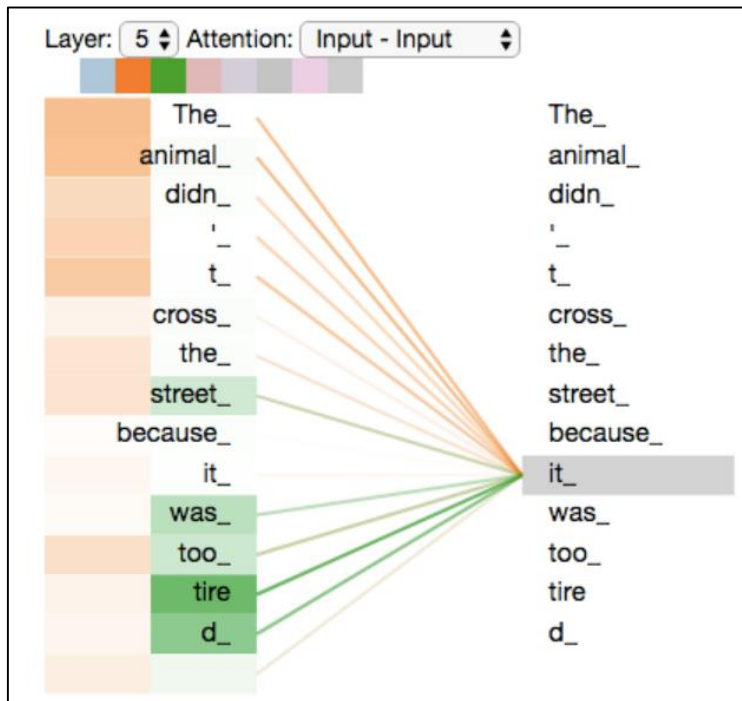 Layer: 5 Attention: Input - Input
The_ The_
animal_ animal_
didn_ didn_
'_ '_
t_ t_
cross_ cross_
the_ the_
street_ street_
because_ because_
it_ it_
was_ was_
too_ too_
tire tire
d_ d_